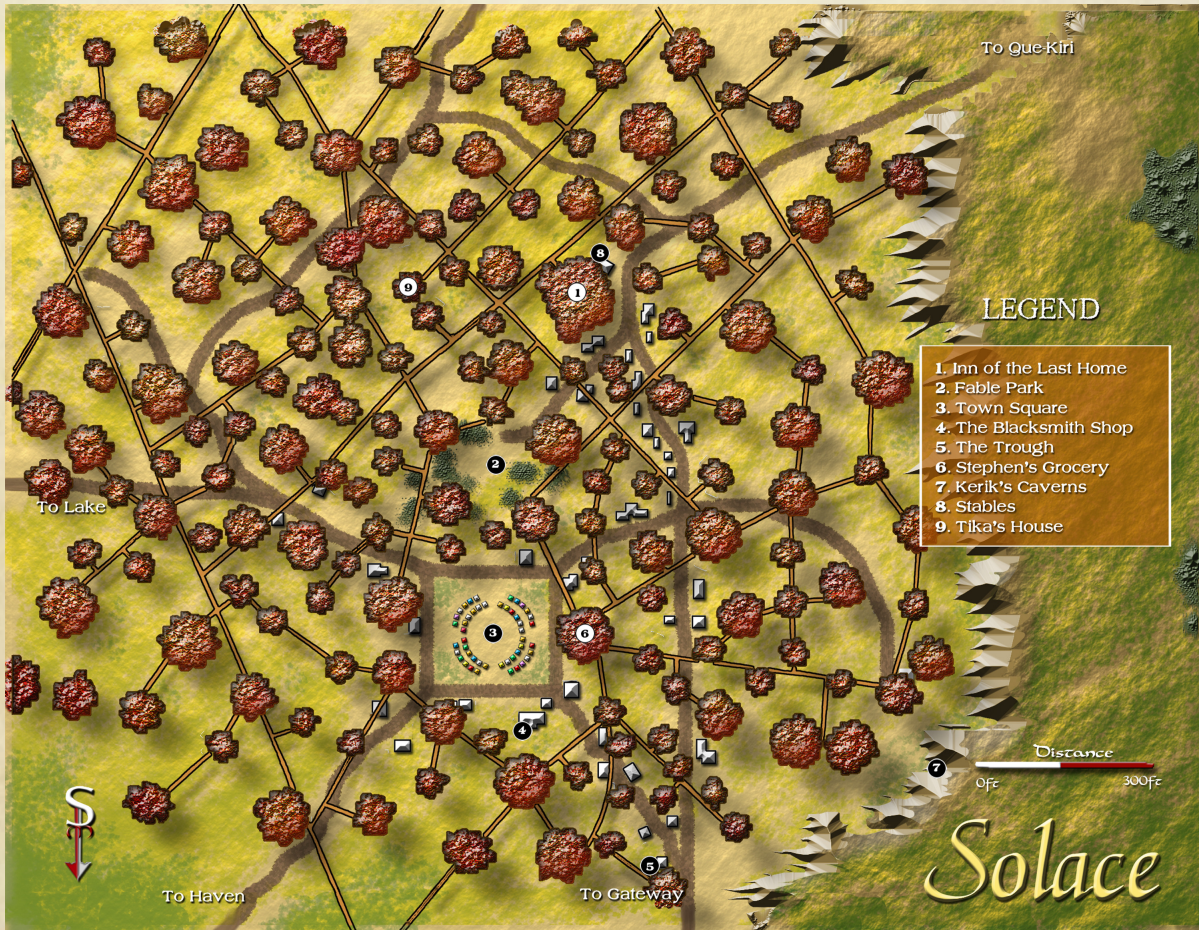 To Que-Kiri
8
9
1
LEGEND
1. Inn of the Last Home
2. Fable Park
3. Town Square
4. The Blacksmith Shop
5. The Trough
6. Stephen's Grocery
7. Kerik's Caverns
8. Stables
9. Tika's House
2
To Lake
3
6
4
7
Distance
0ft
300ft
S
5
To Haven
To Gateway
Solace